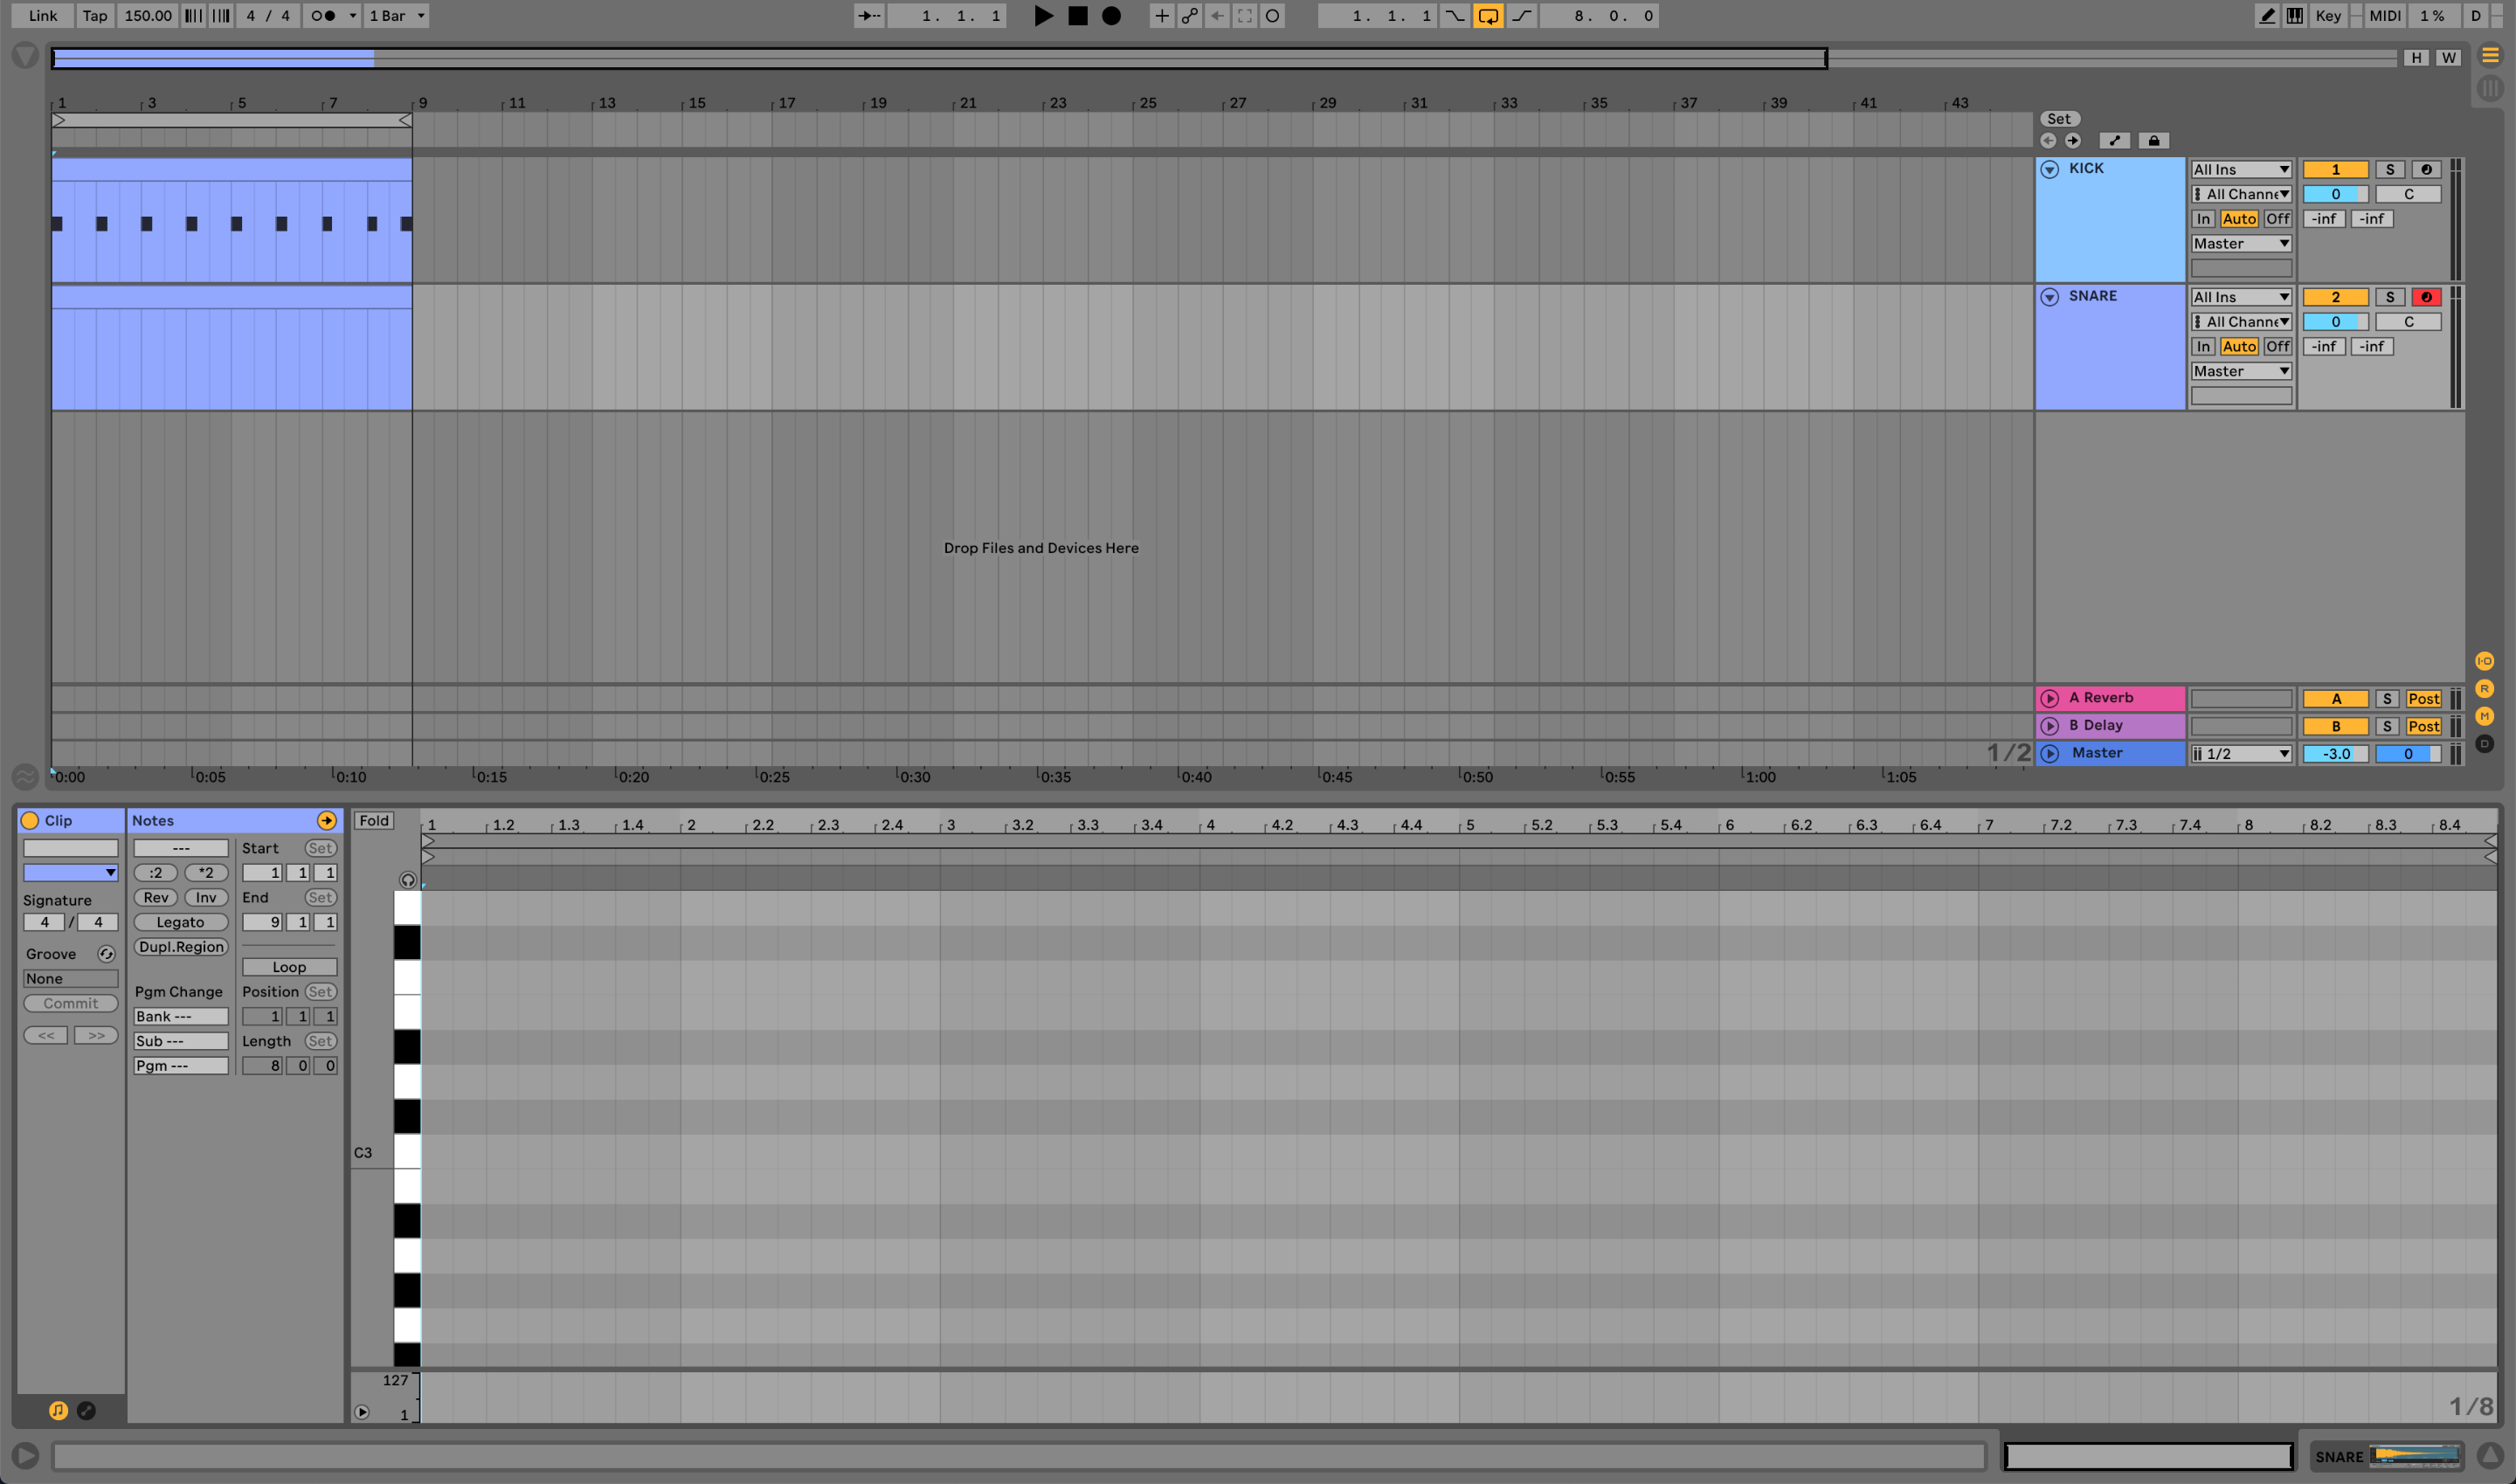 Link Tap 150.00 4 / 4 1 Bar 1. 1. 1 1. 1. 1 8. 0. 0 Key MIDI 1 % D
H W
1 3 5 7 9 11 13 15 17 19 21 23 25 27 29 31 33 35 37 39 41 43
Set
KICK All Ins 1 S
All Channe 0 C
In Auto Off -inf -inf
Master
SNARE All Ins 2 S
All Channe 0 C
In Auto Off -inf -inf
Master
Drop Files and Devices Here
I·O
A Reverb A S Post
R
B Delay B S Post
M
1/2 Master 1/2 -3.0 0
D
0:00 0:05 0:10 0:15 0:20 0:25 0:30 0:35 0:40 0:45 0:50 0:55 1:00 1:05
Clip Notes Fold
1 1.2 1.3 1.4 2 2.2 2.3 2.4 3 3.2 3.3 3.4 4 4.2 4.3 4.4 5 5.2 5.3 5.4 6 6.2 6.3 6.4 7 7.2 7.3 7.4 8 8.2 8.3 8.4
--- Start Set
:2 *2 1 1 1
Signature Rev Inv End Set
4 / 4 Legato 9 1 1
Dupl.Region
Groove
None Loop
Pgm Change Position Set
Commit
Bank --- 1 1 1
<< >>
Sub --- Length Set
Pgm --- 8 0 0
C3
127
1
1/8
SNARE